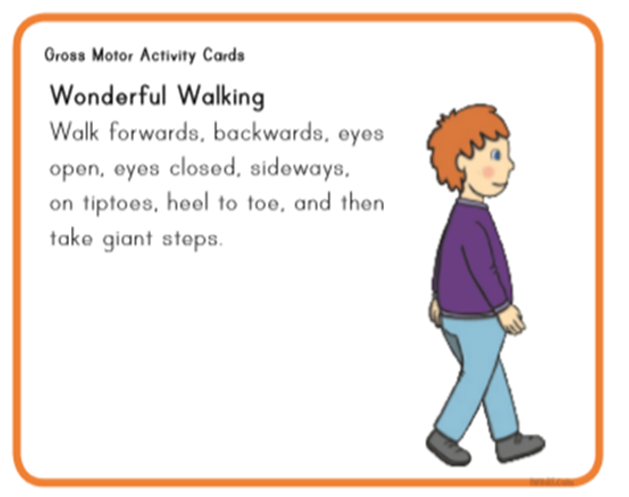 Gross Motor Activity Cards
Wonderful Walking
Walk forwards, backwards, eyes
open, eyes closed, sideways,
on tiptoes, heel to toe, and then
take giant steps.